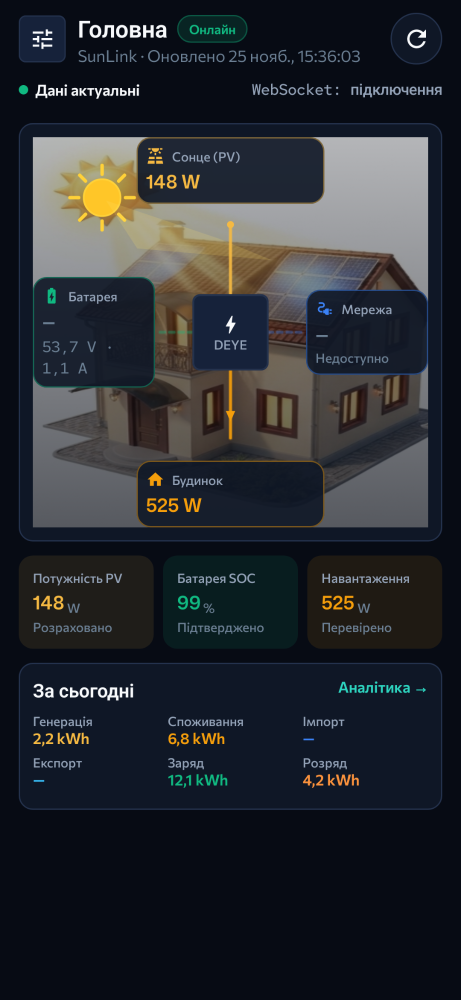 Головна
Онлайн
SunLink · Оновлено 25 нояб., 15:36:03
Дані актуальні
WebSocket: підключення
Сонце (PV)
148 W
Батарея
—
53,7 V ·
1,1 A
DEYE
Мережа
—
Недоступно
Будинок
525 W
Потужність PV
148 W
Розраховано
Батарея SOC
99 %
Підтверджено
Навантаження
525 W
Перевірено
За сьогодні
Аналітика →
Генерація
2,2 kWh
Споживання
6,8 kWh
Імпорт
—
Експорт
—
Заряд
12,1 kWh
Розряд
4,2 kWh